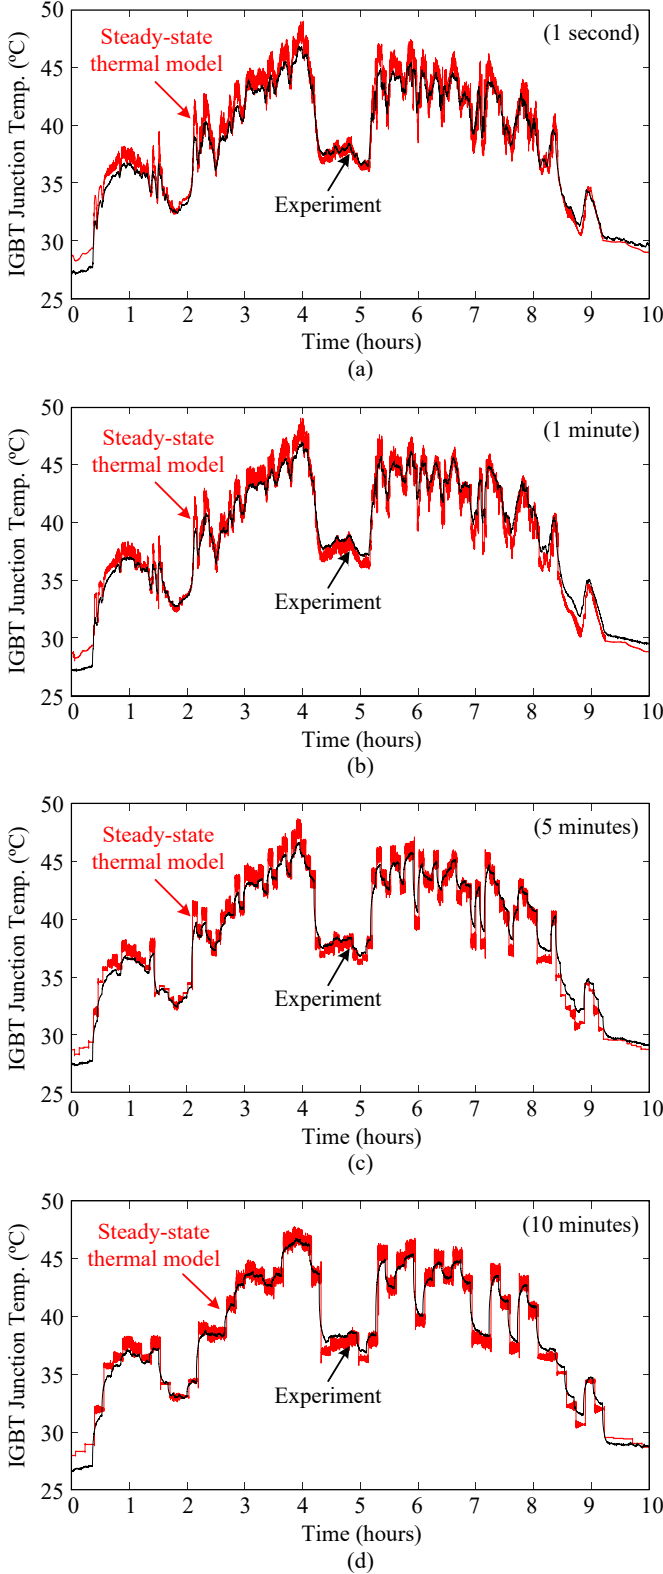 50
45
40
35
30
25
IGBT Junction Temp. (ºC)
(1 second)
Steady-state
thermal model
Experiment
0 1 2 3 4 5 6 7 8 9 10
Time (hours)
(a)
50
45
40
35
30
25
IGBT Junction Temp. (ºC)
(1 minute)
Steady-state
thermal model
Experiment
0 1 2 3 4 5 6 7 8 9 10
Time (hours)
(b)
50
45
40
35
30
25
IGBT Junction Temp. (ºC)
(5 minutes)
Steady-state
thermal model
Experiment
0 1 2 3 4 5 6 7 8 9 10
Time (hours)
(c)
50
45
40
35
30
25
IGBT Junction Temp. (ºC)
(10 minutes)
Steady-state
thermal model
Experiment
0 1 2 3 4 5 6 7 8 9 10
Time (hours)
(d)